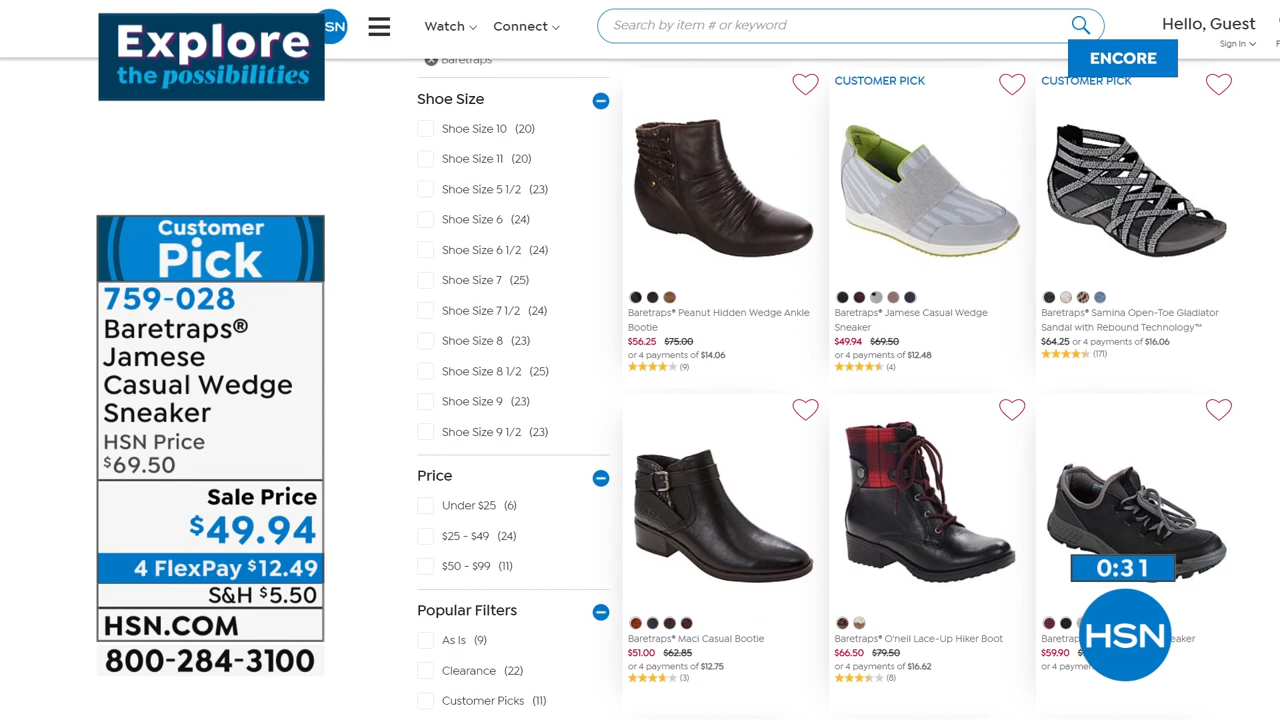 Explore
the possibilities
SN
Watch
Connect
Search by item # or keyword
Hello, Guest
Sign In
F
ENCORE
Customer
Pick
759-028
Baretraps®
Jamese
Casual Wedge
Sneaker
HSN Price
$69.50
Sale Price
$49.94
4 FlexPay $12.49
S&H $5.50
HSN.COM
800-284-3100
Baretraps
Shoe Size
Shoe Size 10 (20)
Shoe Size 11 (20)
Shoe Size 5 1/2 (23)
Shoe Size 6 (24)
Shoe Size 6 1/2 (24)
Shoe Size 7 (25)
Shoe Size 7 1/2 (24)
Shoe Size 8 (23)
Shoe Size 8 1/2 (25)
Shoe Size 9 (23)
Shoe Size 9 1/2 (23)
Price
Under $25 (6)
$25 - $49 (24)
$50 - $99 (11)
Popular Filters
As Is (9)
Clearance (22)
Customer Picks (11)
Baretraps® Peanut Hidden Wedge Ankle
Bootie
$56.25 $75.00
or 4 payments of $14.06
(9)
CUSTOMER PICK
Baretraps® Jamese Casual Wedge
Sneaker
$49.94 $69.50
or 4 payments of $12.48
(4)
CUSTOMER PICK
Baretraps® Samina Open-Toe Gladiator
Sandal with Rebound Technology™
$64.25 or 4 payments of $16.06
(171)
Baretraps® Maci Casual Bootie
$51.00 $62.85
or 4 payments of $12.75
(3)
Baretraps® O'neil Lace-Up Hiker Boot
$66.50 $79.50
or 4 payments of $16.62
(8)
0:31
HSN
Baretrap eaker
$59.90
or 4 payme